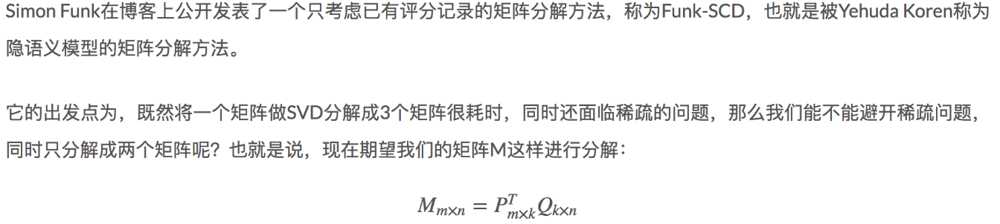 Simon Funk在博客上公开发表了一个只考虑已有评分记录的矩阵分解方法，称为Funk-SCD，也就是被Yehuda Koren称为
隐语义模型的矩阵分解方法。
它的出发点为，既然将一个矩阵做SVD分解成3个矩阵很耗时，同时还面临稀疏的问题，那么我们能不能避开稀疏问题，
同时只分解成两个矩阵呢？也就是说，现在期望我们的矩阵M这样进行分解：
$M_{m×n} = P^T_{m×k}Q_{k×n}$